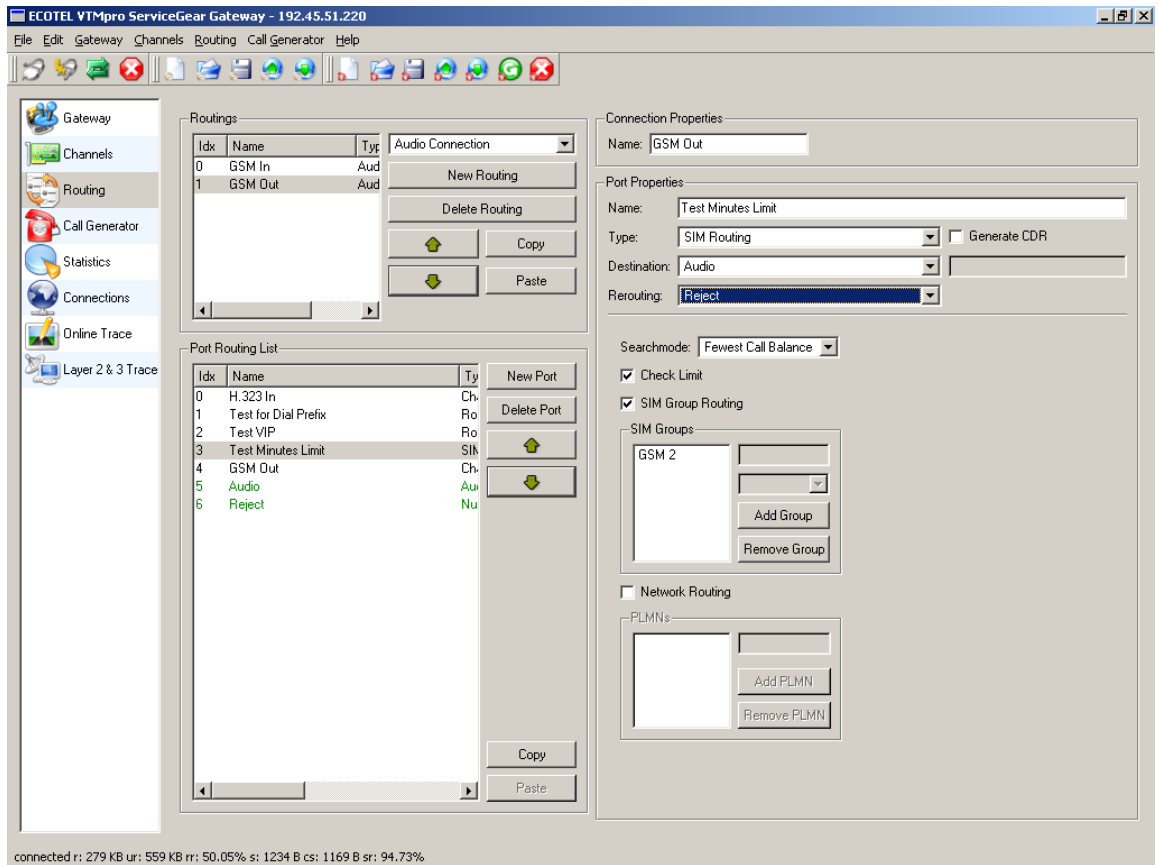 ECOTEL VTMpro ServiceGear Gateway - 192.45.51.220
File Edit Gateway Channels Routing Call Generator Help
Gateway
Channels
Routing
Call Generator
Statistics
Connections
Online Trace
Layer 2 & 3 Trace
Routings
Idx Name Typ
0 GSM In Aud
1 GSM Out Aud
Audio Connection
New Routing
Delete Routing
Copy
Paste
Port Routing List
Idx Name Ty
0 H.323 In Ch
1 Test for Dial Prefix Ro
2 Test VIP Ro
3 Test Minutes Limit SIM
4 GSM Out Ch
5 Audio Au
6 Reject Nu
New Port
Delete Port
Copy
Paste
Connection Properties
Name: GSM Out
Port Properties
Name: Test Minutes Limit
Type: SIM Routing Generate CDR
Destination: Audio
Rerouting: Reject
Searchmode: Fewest Call Balance
Check Limit
SIM Group Routing
SIM Groups
GSM 2
Add Group
Remove Group
Network Routing
PLMNs
Add PLMN
Remove PLMN
connected r: 279 KB ur: 559 KB rr: 50.05% s: 1234 B cs: 1169 B sr: 94.73%